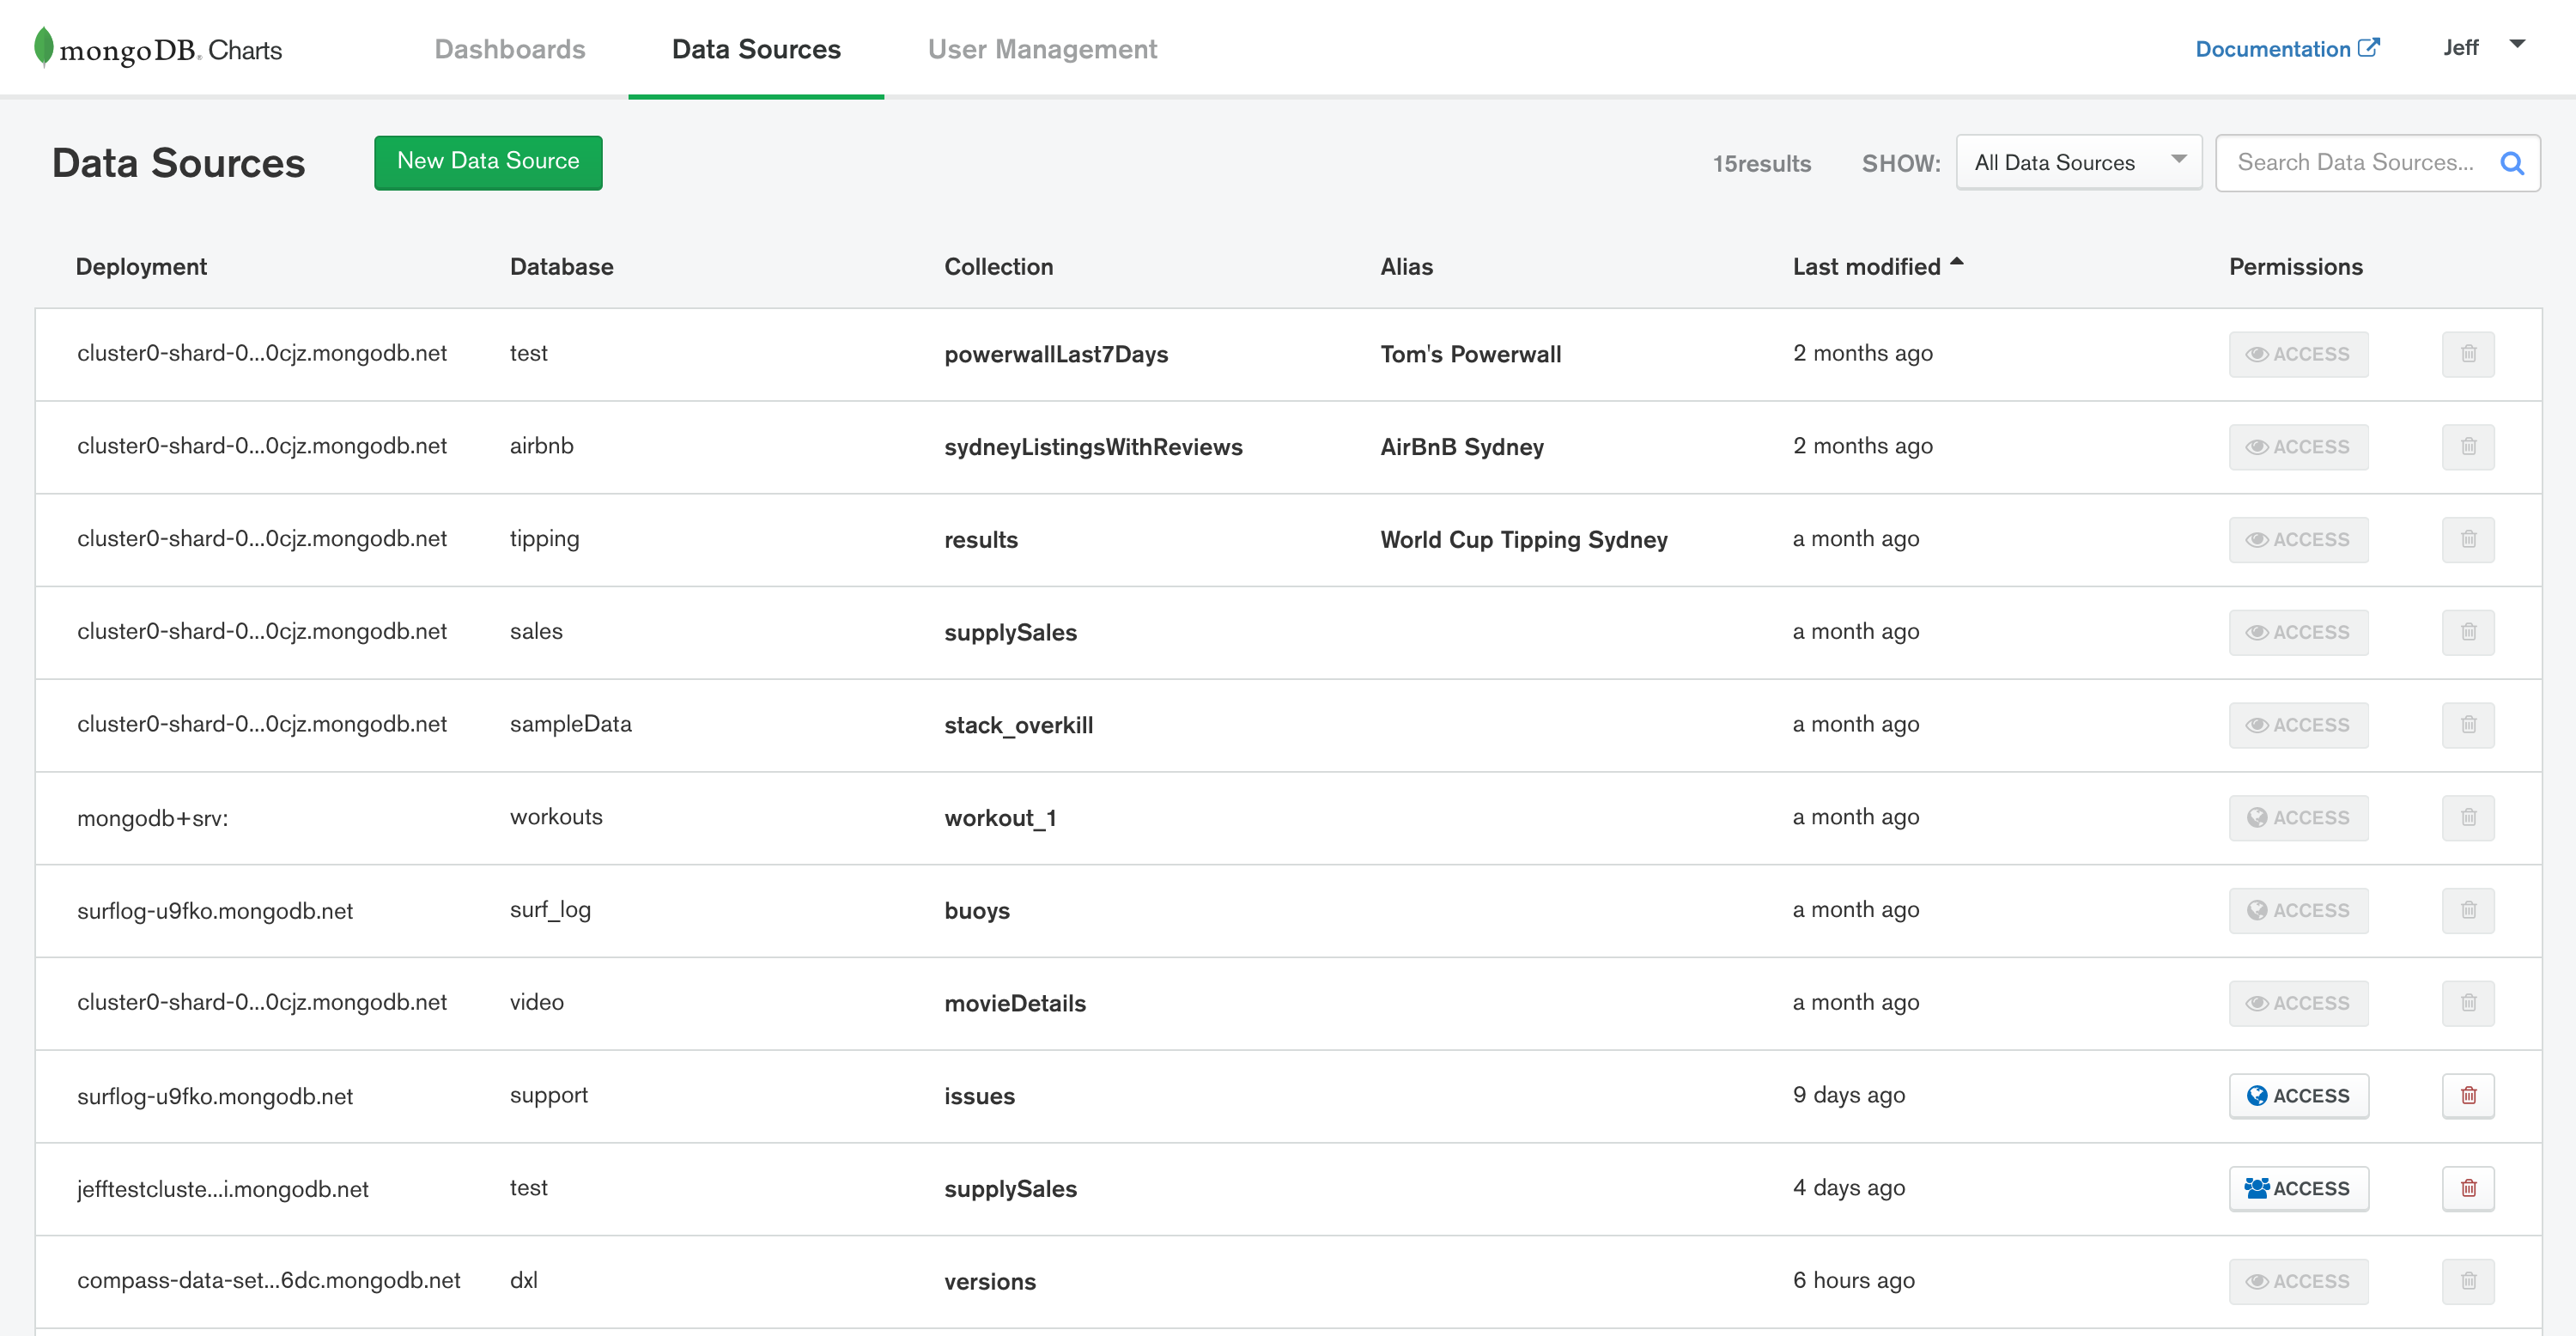 mongoDB. Charts Dashboards Data Sources User Management Documentation Jeff
Data Sources New Data Source 15results SHOW: All Data Sources Search Data Sources...
Deployment Database Collection Alias Last modified Permissions
cluster0-shard-0...0cjz.mongodb.net test powerwallLast7Days Tom's Powerwall 2 months ago ACCESS
cluster0-shard-0...0cjz.mongodb.net airbnb sydneyListingsWithReviews AirBnB Sydney 2 months ago ACCESS
cluster0-shard-0...0cjz.mongodb.net tipping results World Cup Tipping Sydney a month ago ACCESS
cluster0-shard-0...0cjz.mongodb.net sales supplySales a month ago ACCESS
cluster0-shard-0...0cjz.mongodb.net sampleData stack_overkill a month ago ACCESS
mongodb+srv: workouts workout_1 a month ago ACCESS
surflog-u9fko.mongodb.net surf_log buoys a month ago ACCESS
cluster0-shard-0...0cjz.mongodb.net video movieDetails a month ago ACCESS
surflog-u9fko.mongodb.net support issues 9 days ago ACCESS
jefftestcluste...i.mongodb.net test supplySales 4 days ago ACCESS
compass-data-set...6dc.mongodb.net dxl versions 6 hours ago ACCESS